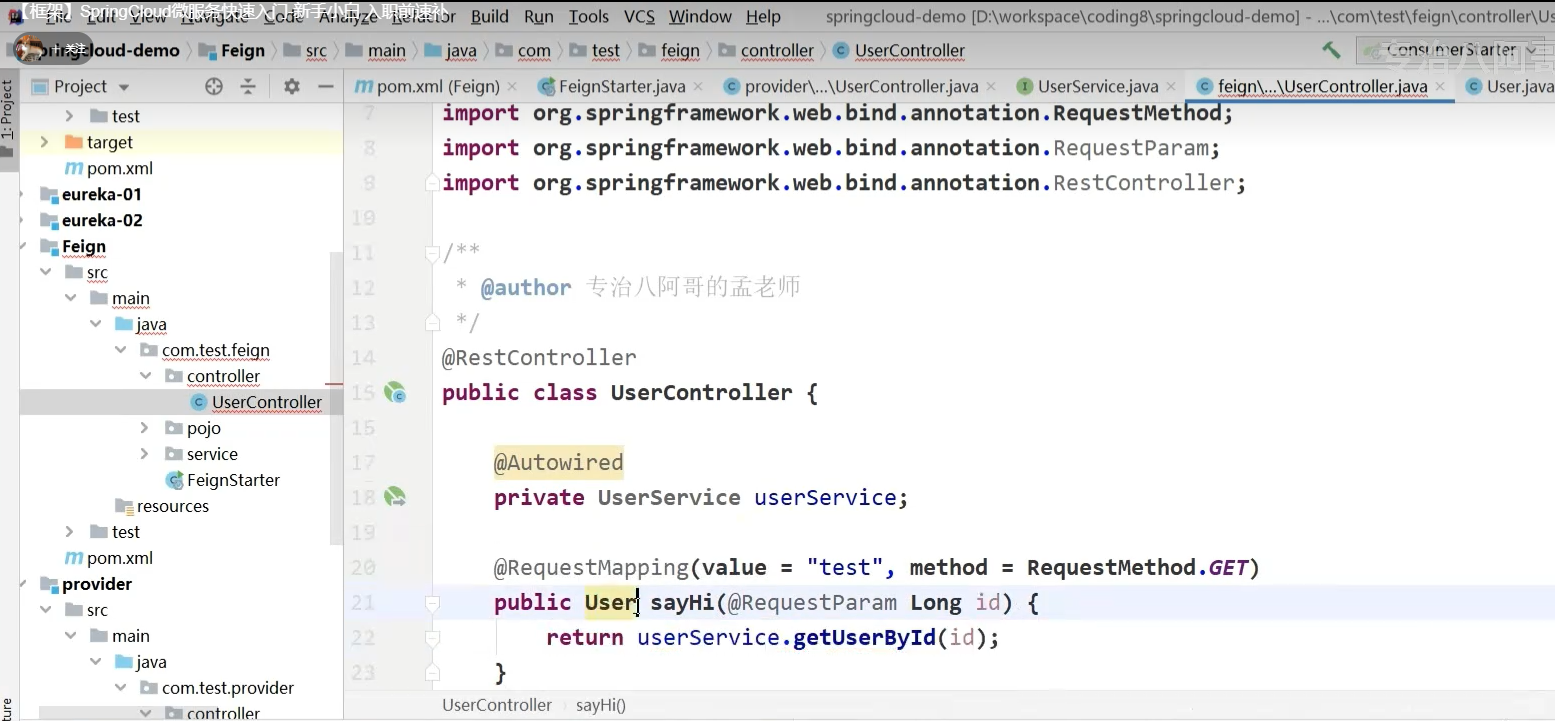 【框架】SpringCloud微服务快速入门 新手小白 入职前速补
Build Run Tools VCS Window Help springcloud-demo [D:\workspace\coding8\springcloud-demo] - ...\com\test\feign\controller\Us
+ 关注
cloud-demo Feign src main java com test feign controller UserController ConsumerStarter
专治八阿哥
Project pom.xml (Feign) FeignStarter.java provider\...\UserController.java UserService.java feign\...\UserController.java User.java
1: Project
test
target
pom.xml
eureka-01
eureka-02
Feign
src
main
java
com.test.feign
controller
UserController
pojo
service
FeignStarter
resources
test
pom.xml
provider
src
main
java
com.test.provider
controller
ture
7 import org.springframework.web.bind.annotation.RequestMethod;
8 import org.springframework.web.bind.annotation.RequestParam;
9 import org.springframework.web.bind.annotation.RestController;
10
11 /**
12 * @author 专治八阿哥的孟老师
13 */
14 @RestController
15 public class UserController {
16
17 @Autowired
18 private UserService userService;
19
20 @RequestMapping(value = "test", method = RequestMethod.GET)
21 public User sayHi(@RequestParam Long id) {
22 return userService.getUserById(id);
23 }
UserController sayHi()